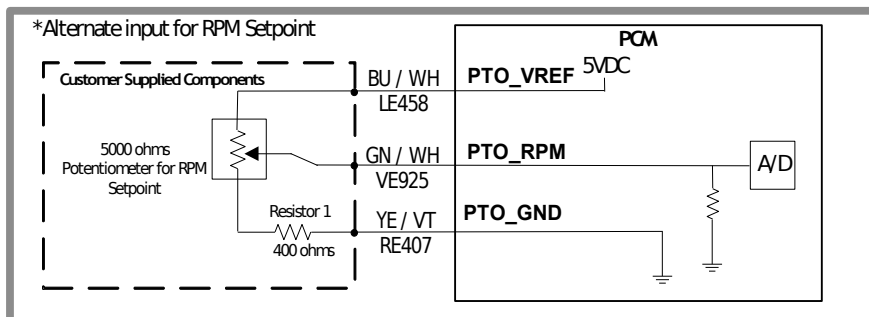 *Alternate input for RPM Setpoint
PCM
Customer Supplied Components
BU / WH
PTO_VREF
5VDC
LE458
5000 ohms
Potentiometer for RPM
Setpoint
GN / WH
PTO_RPM
A/D
VE925
Resistor 1
YE / VT
PTO_GND
400 ohms
RE407